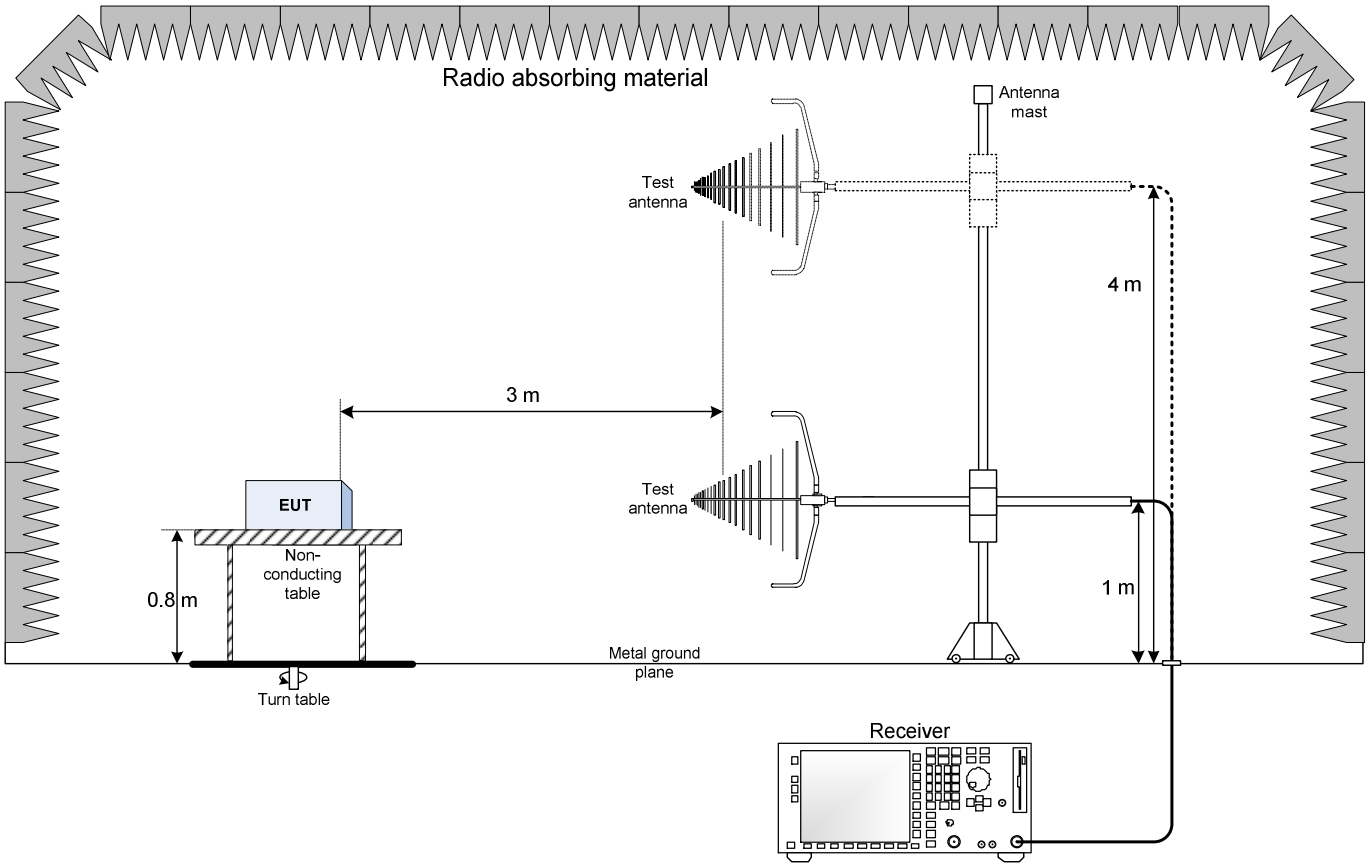 Radio absorbing material
Antenna
mast
Test
antenna
4 m
3 m
Test
antenna
EUT
Non-
conducting
table
0.8 m
1 m
Metal ground
plane
Turn table
Receiver